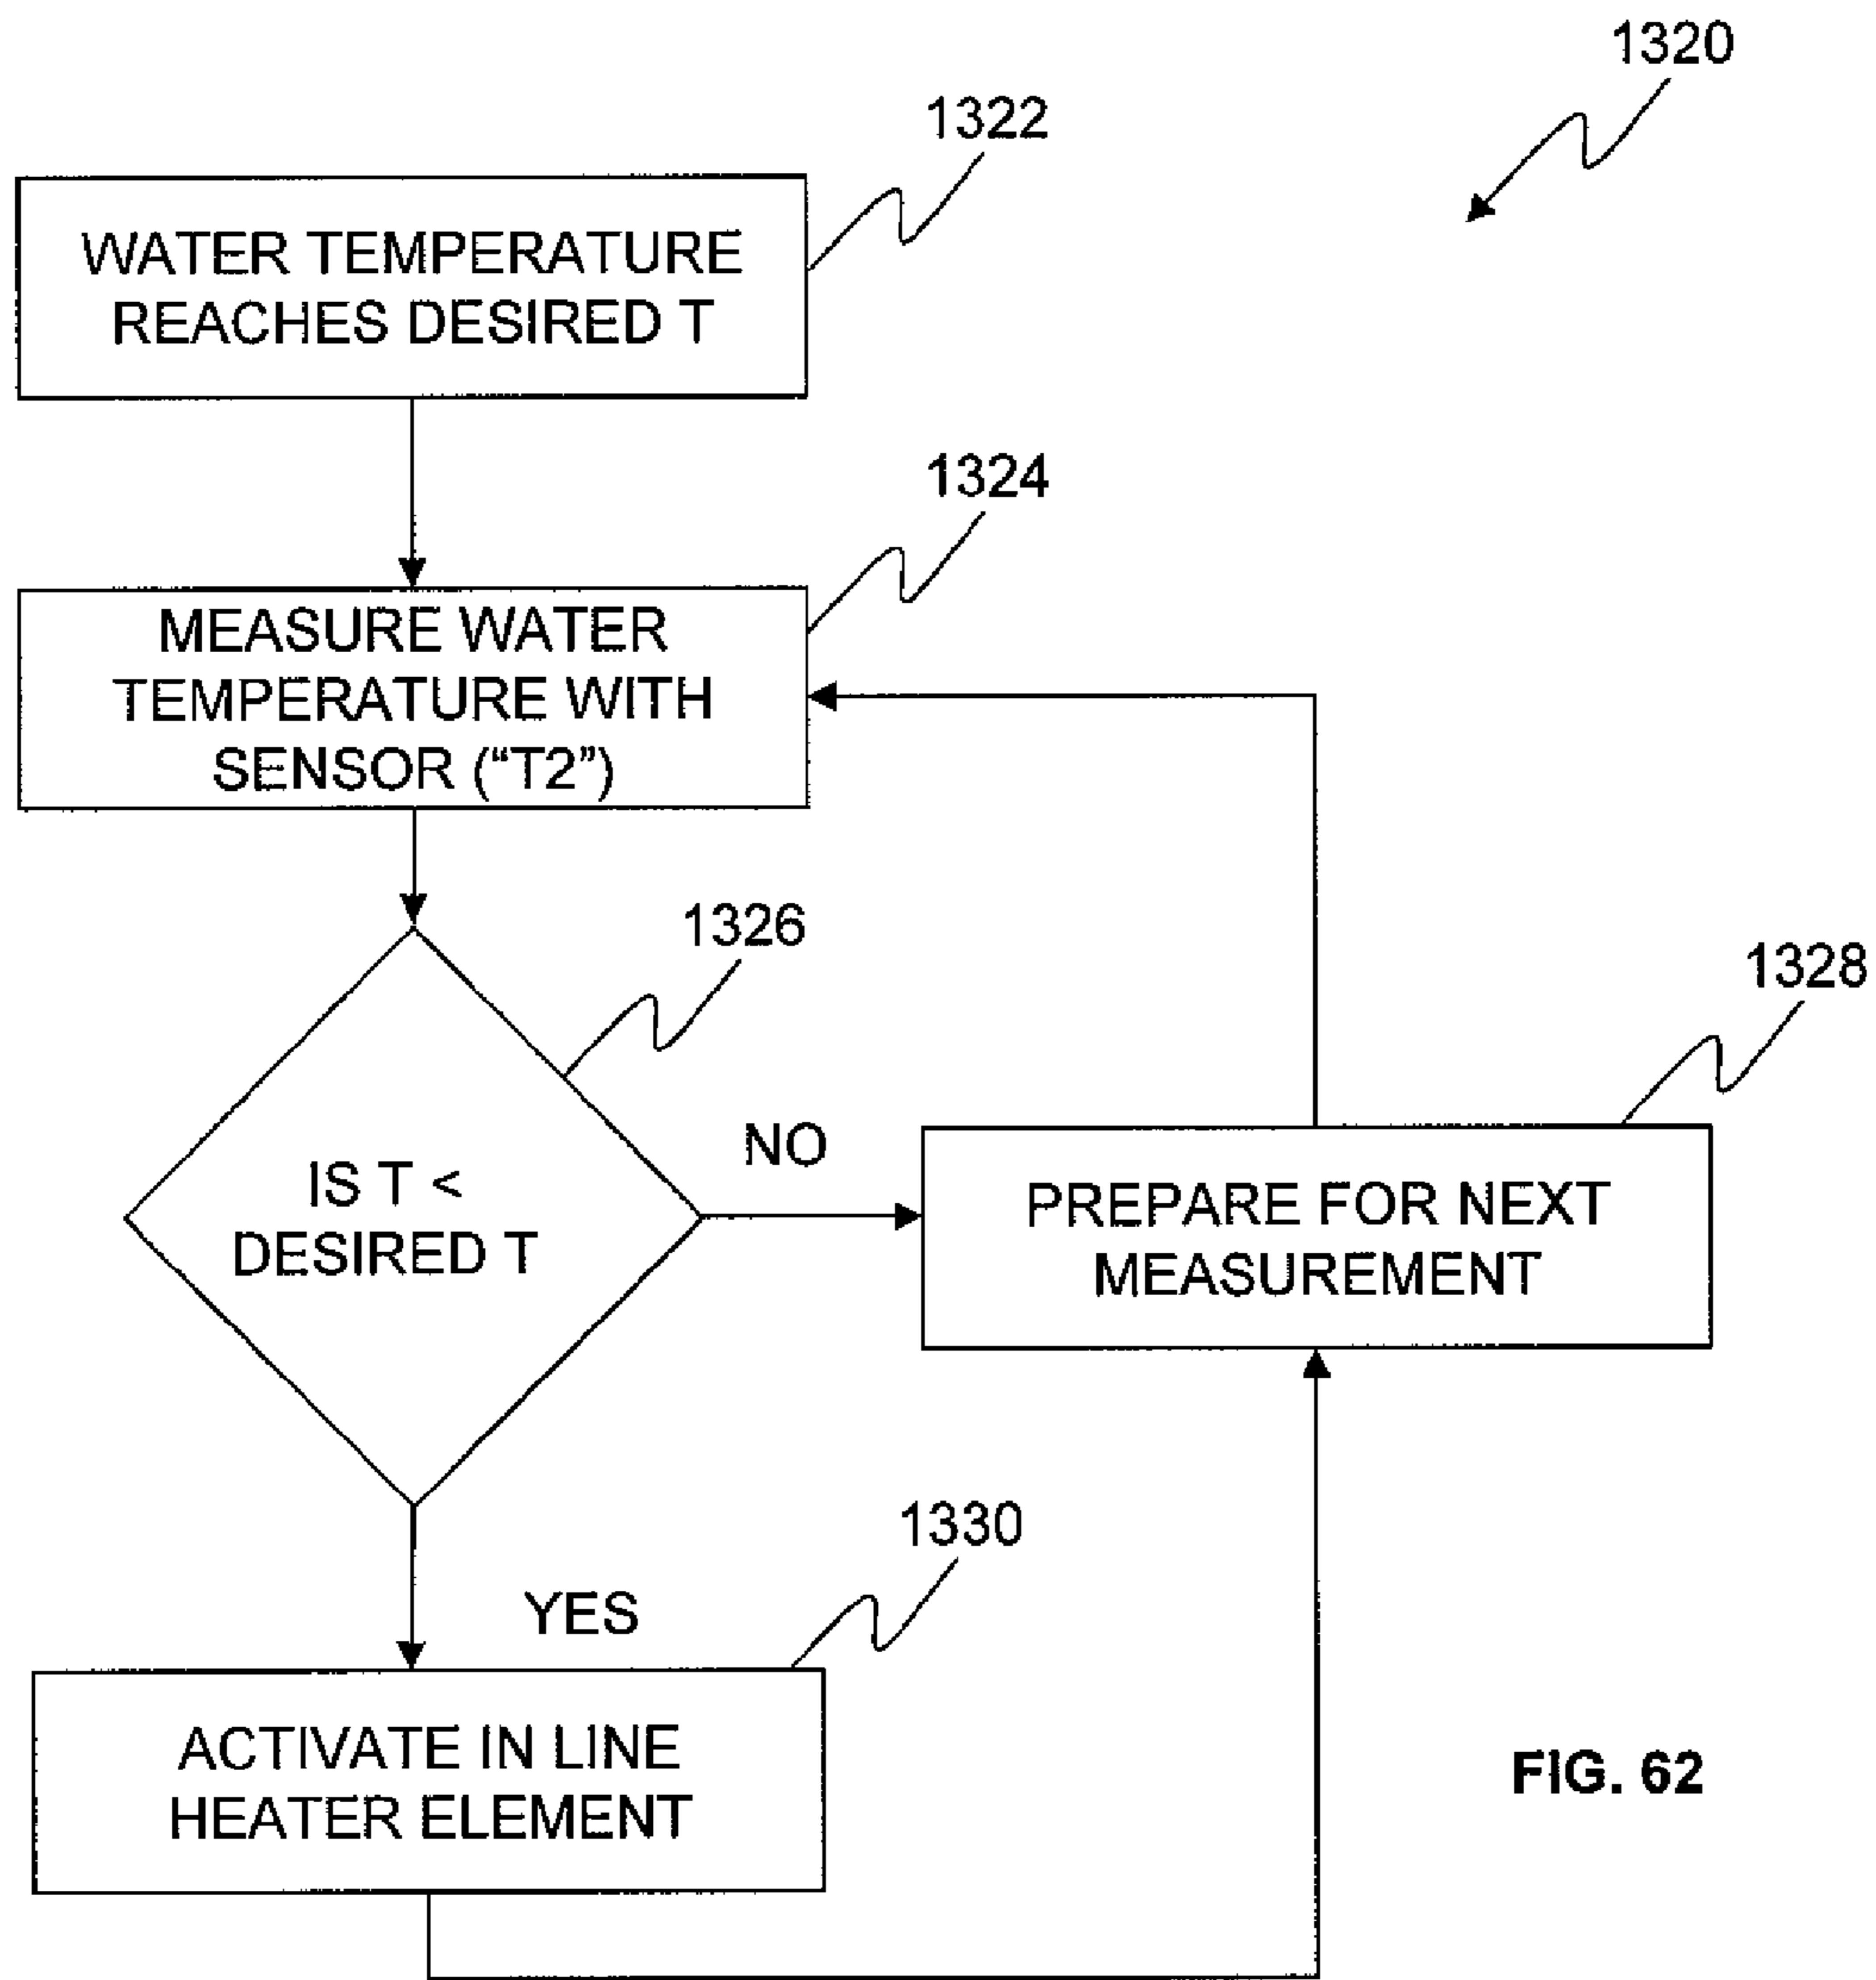 1320
1322
WATER TEMPERATURE
REACHES DESIRED T
1324
MEASURE WATER
TEMPERATURE WITH
SENSOR (“T2”)
1326
IS T <
DESIRED T
NO
1328
PREPARE FOR NEXT
MEASUREMENT
YES
1330
ACTIVATE IN LINE
HEATER ELEMENT
FIG. 62